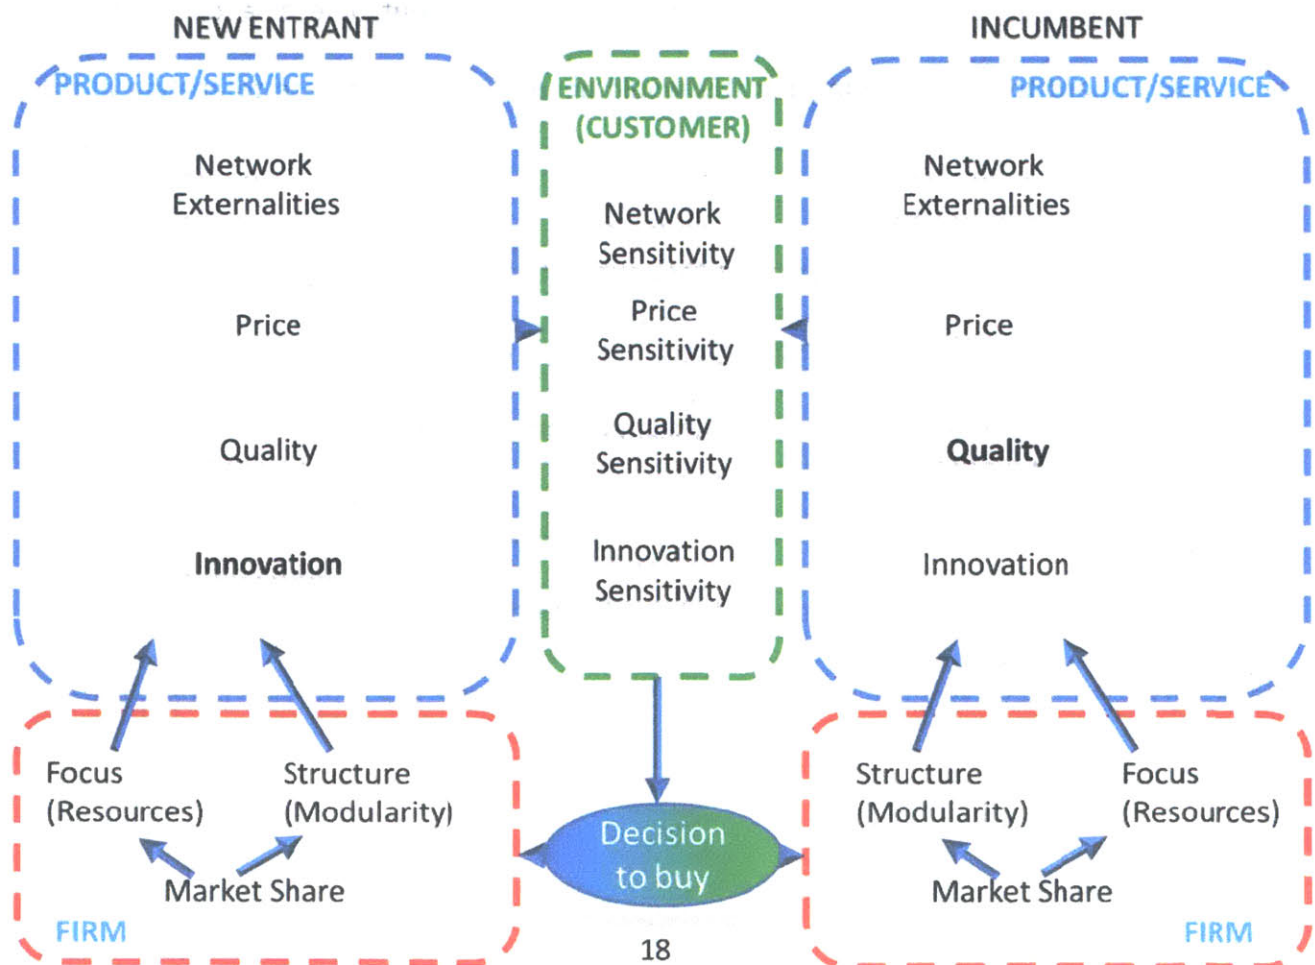 NEW ENTRANT
PRODUCT/SERVICE
Network
Externalities
Price
Quality
Innovation
Focus
(Resources)
Structure
(Modularity)
Market Share
FIRM
ENVIRONMENT
(CUSTOMER)
Network
Sensitivity
Price
Sensitivity
Quality
Sensitivity
Innovation
Sensitivity
Decision
to buy
18
INCUMBENT
PRODUCT/SERVICE
Network
Externalities
Price
Quality
Innovation
Structure
(Modularity)
Focus
(Resources)
Market Share
FIRM